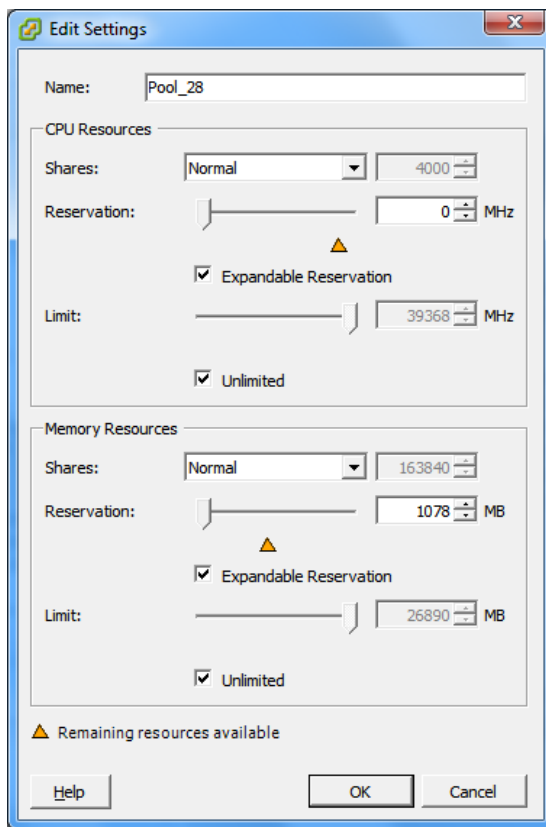 Edit Settings
Name: Pool_28
CPU Resources
Shares: Normal 4000
Reservation: 0 MHz
Expandable Reservation
Limit: 39368 MHz
Unlimited
Memory Resources
Shares: Normal 163840
Reservation: 1078 MB
Expandable Reservation
Limit: 26890 MB
Unlimited
Remaining resources available
Help OK Cancel